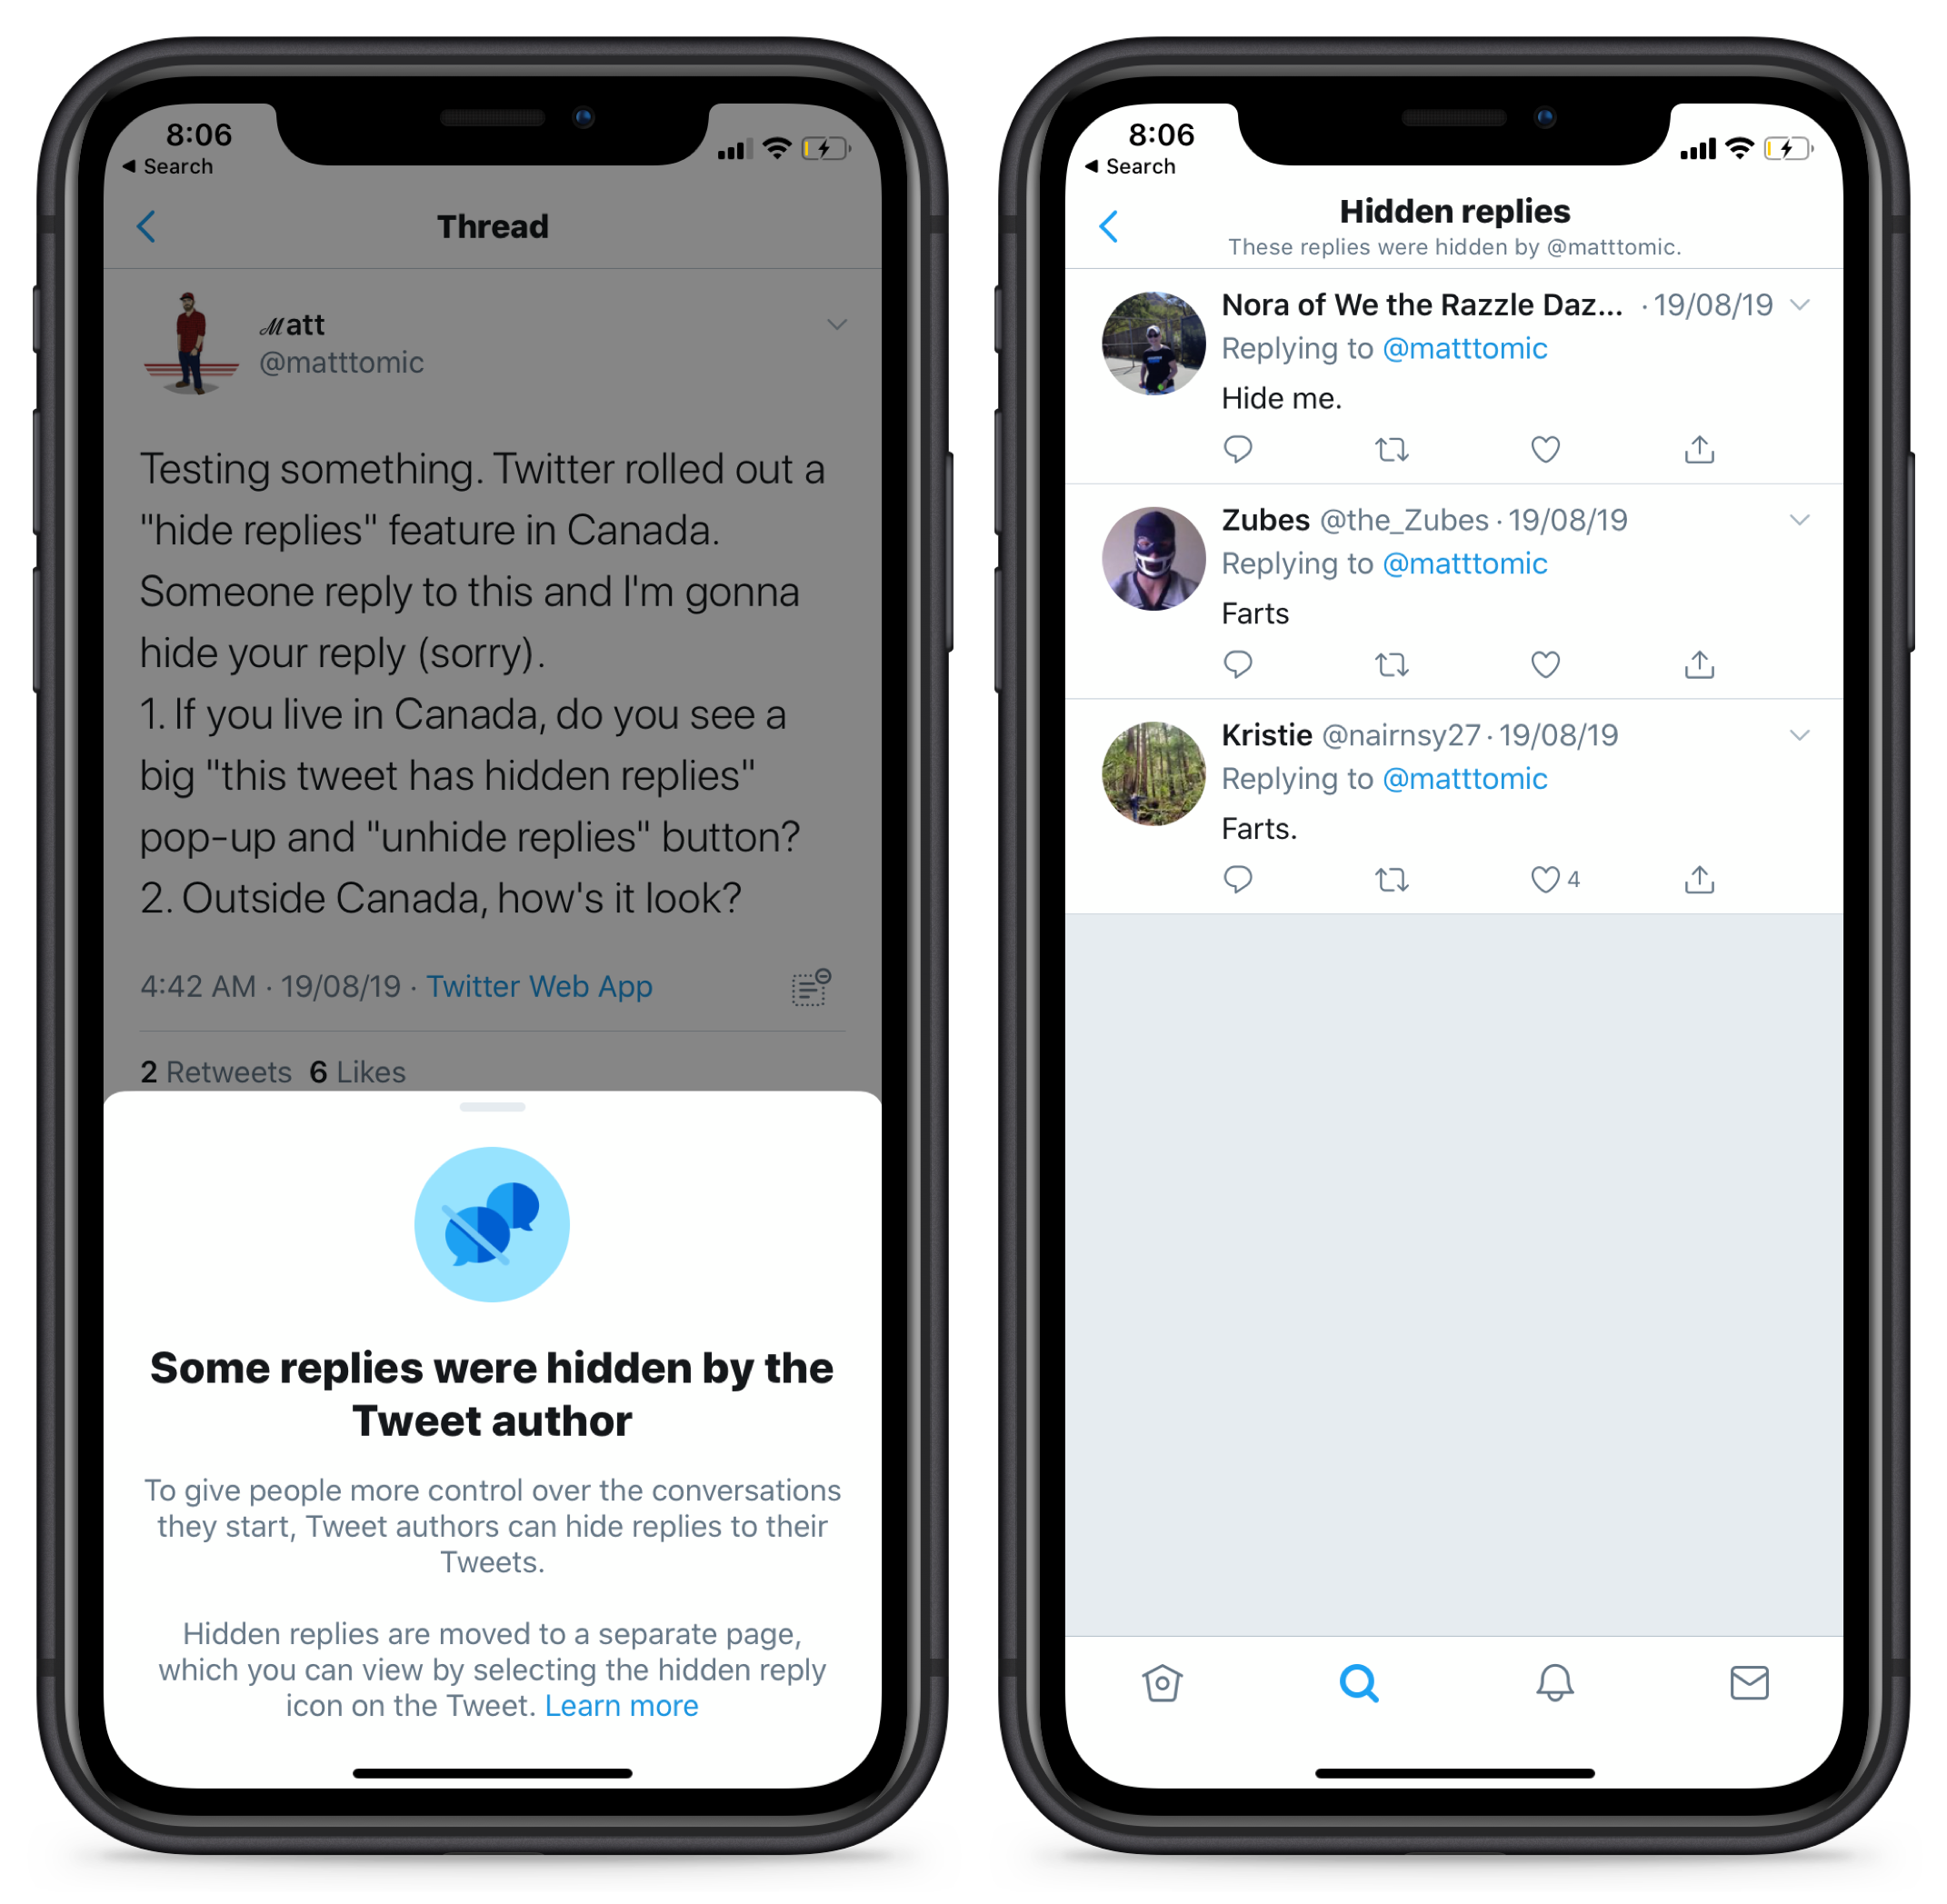 8:06
Search
Thread
Matt
@matttomic
Testing something. Twitter rolled out a
"hide replies" feature in Canada.
Someone reply to this and I'm gonna
hide your reply (sorry).
1. If you live in Canada, do you see a
big "this tweet has hidden replies"
pop-up and "unhide replies" button?
2. Outside Canada, how's it look?
4:42 AM · 19/08/19 · Twitter Web App
2 Retweets 6 Likes
Some replies were hidden by the
Tweet author
To give people more control over the conversations
they start, Tweet authors can hide replies to their
Tweets.
Hidden replies are moved to a separate page,
which you can view by selecting the hidden reply
icon on the Tweet. Learn more
8:06
Search
Hidden replies
These replies were hidden by @matttomic.
Nora of We the Razzle Daz... · 19/08/19
Replying to @matttomic
Hide me.
Zubes @the_Zubes · 19/08/19
Replying to @matttomic
Farts
Kristie @nairnsy27 · 19/08/19
Replying to @matttomic
Farts.
4